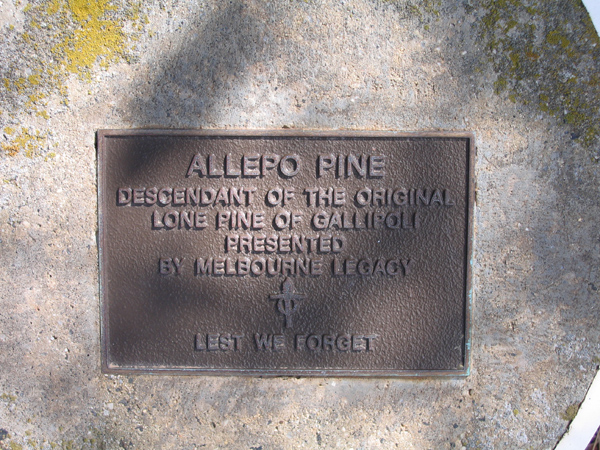 ALLEPO PINE
DESCENDANT OF THE ORIGINAL
LONE PINE OF GALLIPOLI
PRESENTED
BY MELBOURNE LEGACY
LEST WE FORGET